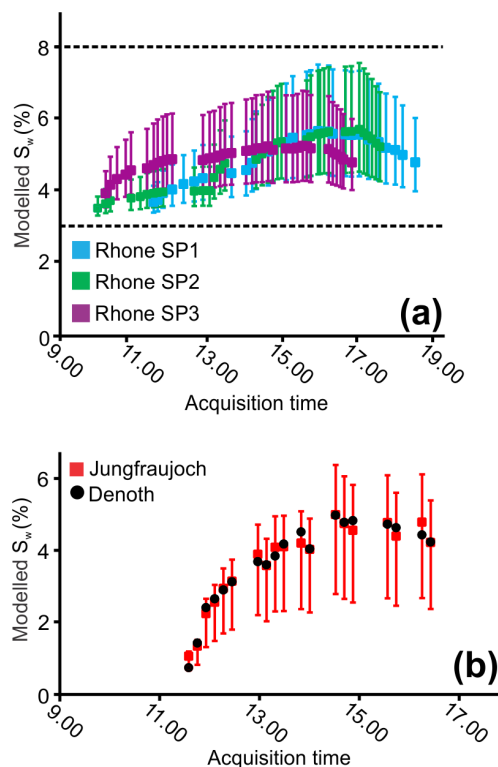 8
6
4
2
0
Modelled Sw (%)
Rhone SP1
Rhone SP2
Rhone SP3
(a)
9.00 11.00 13.00 15.00 17.00 19.00
Acquisition time
6
4
2
0
Modelled Sw (%)
Jungfraujoch
Denoth
(b)
9.00 11.00 13.00 15.00 17.00
Acquisition time